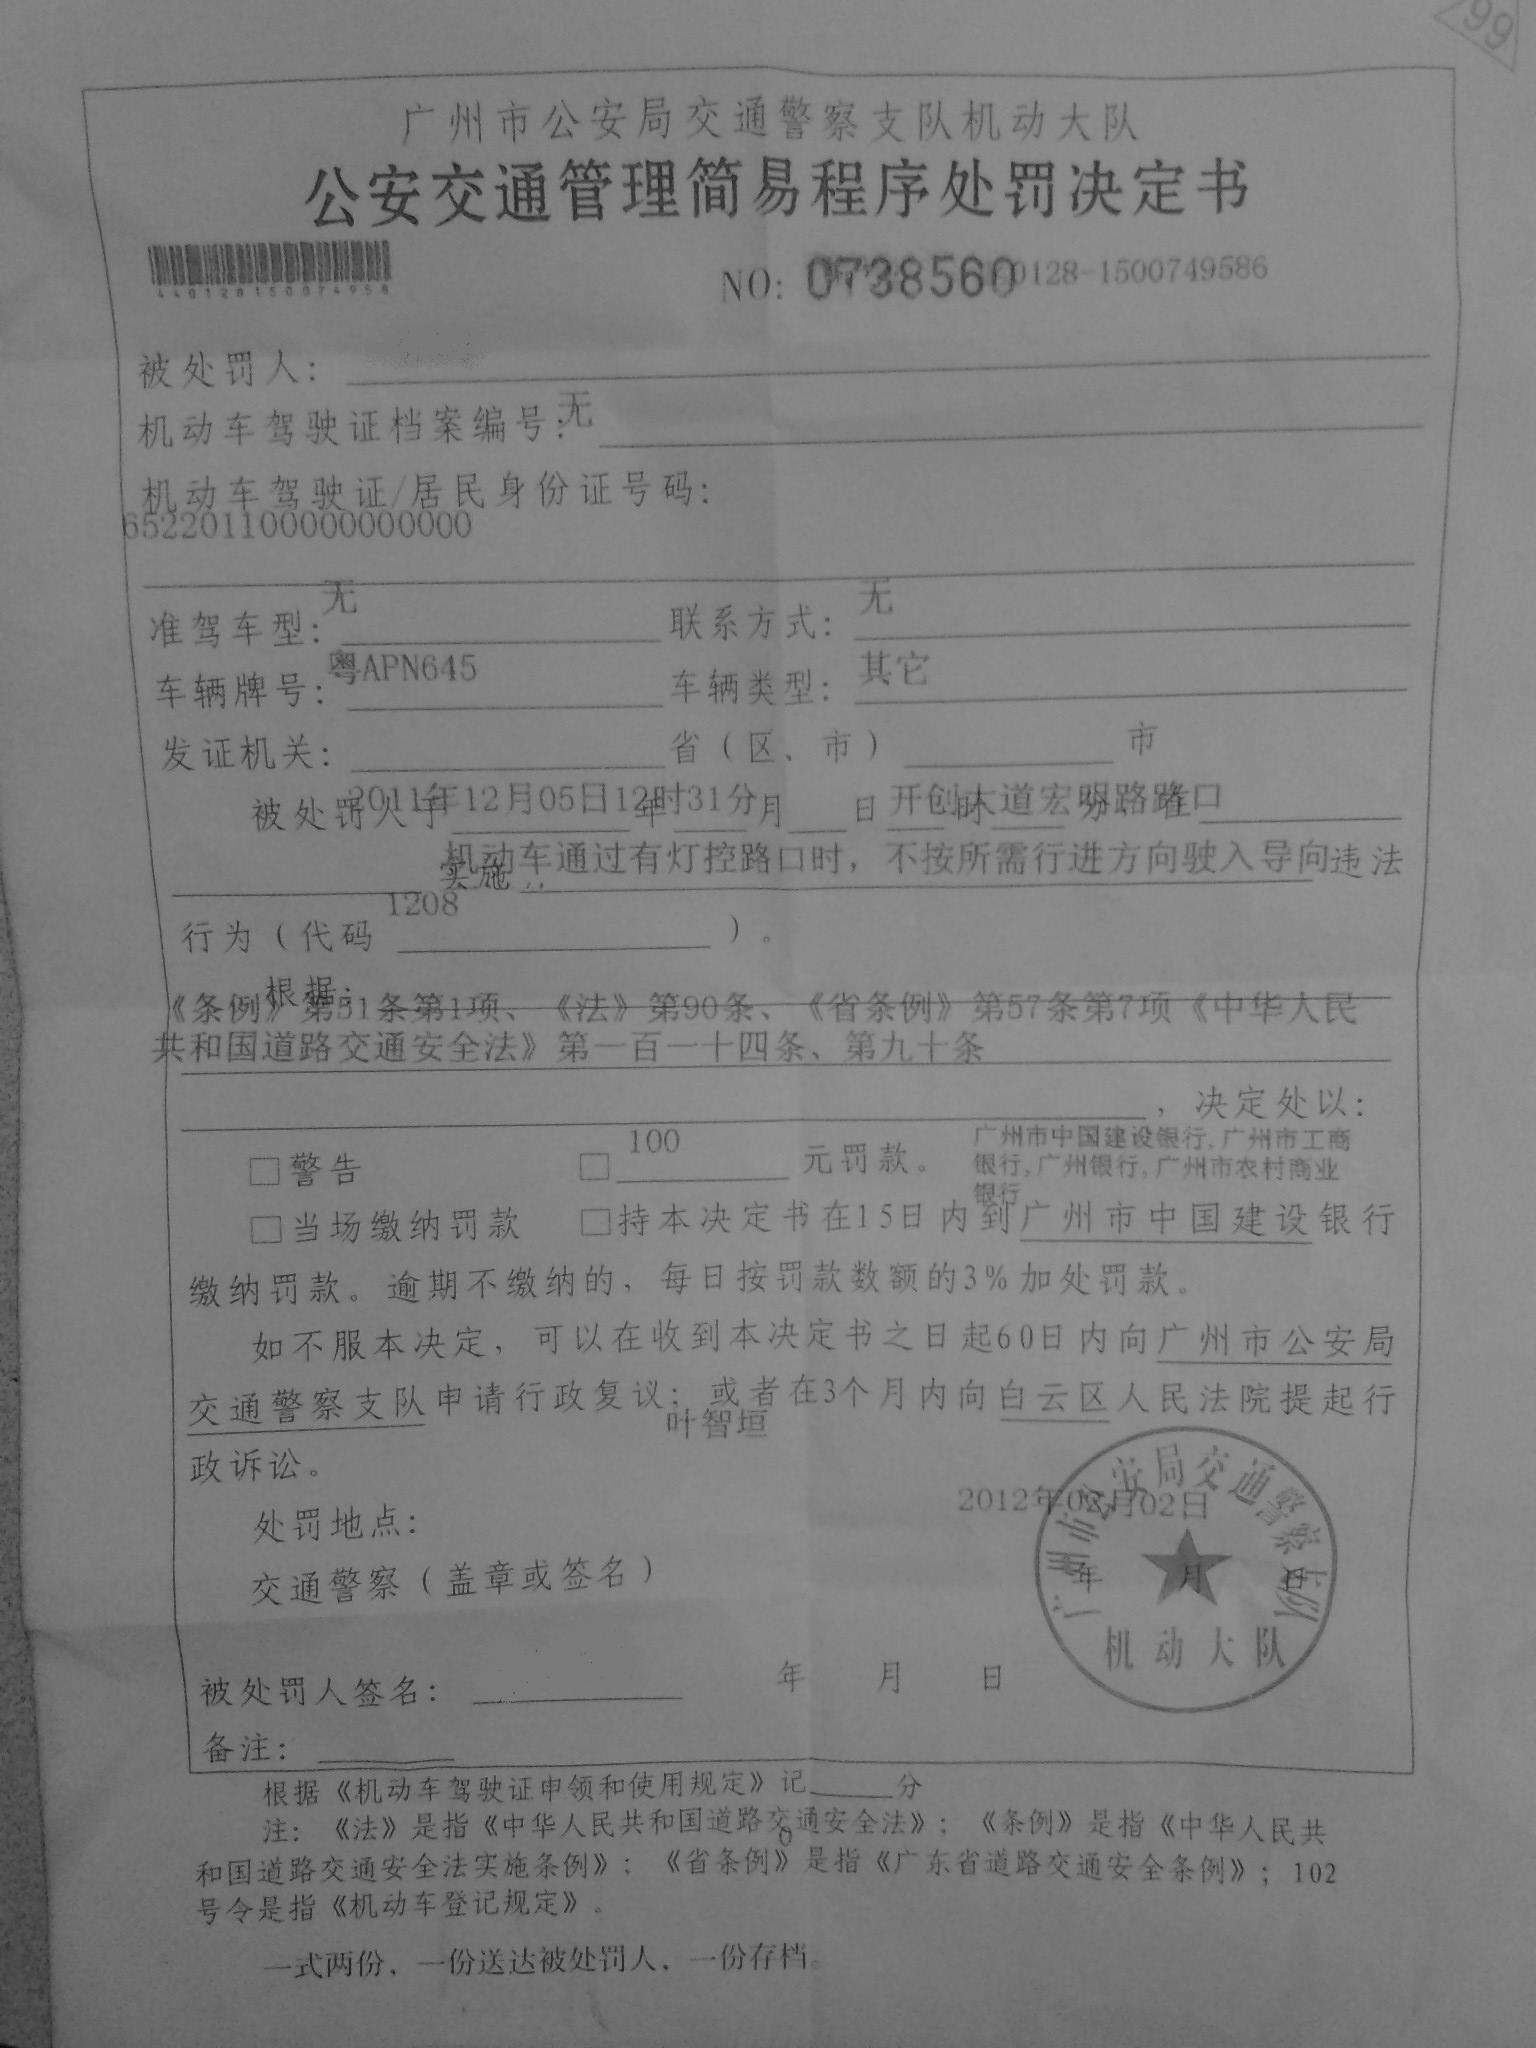 99
广州市公安局交通警察支队机动大队
公安交通管理简易程序处罚决定书
NO: 0738560 0128-1500749586
440128150074958
被处罚人：
机动车驾驶证档案编号：无
机动车驾驶证/居民身份证号码：
652201100000000000
准驾车型：无 联系方式：无
车辆牌号：粤APN645 车辆类型：其它
发证机关： 省（区、市） 市
2011年12月05日12时31分 开创大道宏明路路口
被处罚人于 年 月 日 时 分 在
机动车通过有灯控路口时，不按所需行进方向驶入导向
实施 违法
行为（代码 1208 ）。
根据：
《条例》第51条第1项、《法》第90条、《省条例》第57条第7项《中华人民
共和国道路交通安全法》第一百一十四条、第九十条
，决定处以：
□警告 □ 100 元罚款。
广州市中国建设银行，广州市工商
银行，广州银行，广州市农村商业
银行
□当场缴纳罚款 □持本决定书在15日内到广州市中国建设银行
缴纳罚款。逾期不缴纳的，每日按罚款数额的3%加处罚款。
如不服本决定，可以在收到本决定书之日起60日内向广州市公安局
交通警察支队申请行政复议；或者在3个月内向白云区人民法院提起行
政诉讼。
叶智垣
处罚地点：
2012年 月02日
交通警察（盖章或签名） 年 月 日
广州市公安局交通警察支队
机动大队
被处罚人签名： 年 月 日
备注：
根据《机动车驾驶证申领和使用规定》记 分
0
注：《法》是指《中华人民共和国道路交通安全法》；《条例》是指《中华人民共
和国道路交通安全法实施条例》；《省条例》是指《广东省道路交通安全条例》；102
号令是指《机动车登记规定》。
一式两份，一份送达被处罚人，一份存档。